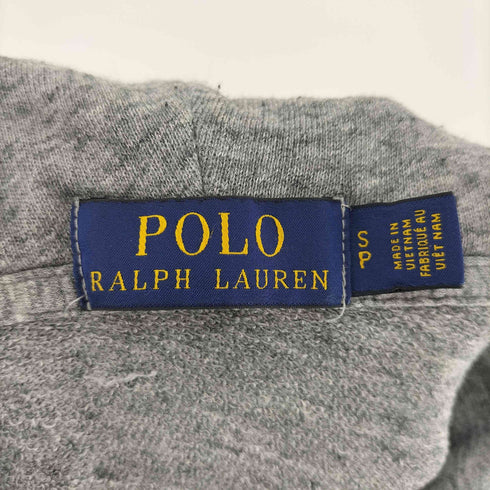 POLO
RALPH LAUREN
S
P
MADE IN
VIETNAM
FABRIQUÉ AU
VIÊT NAM